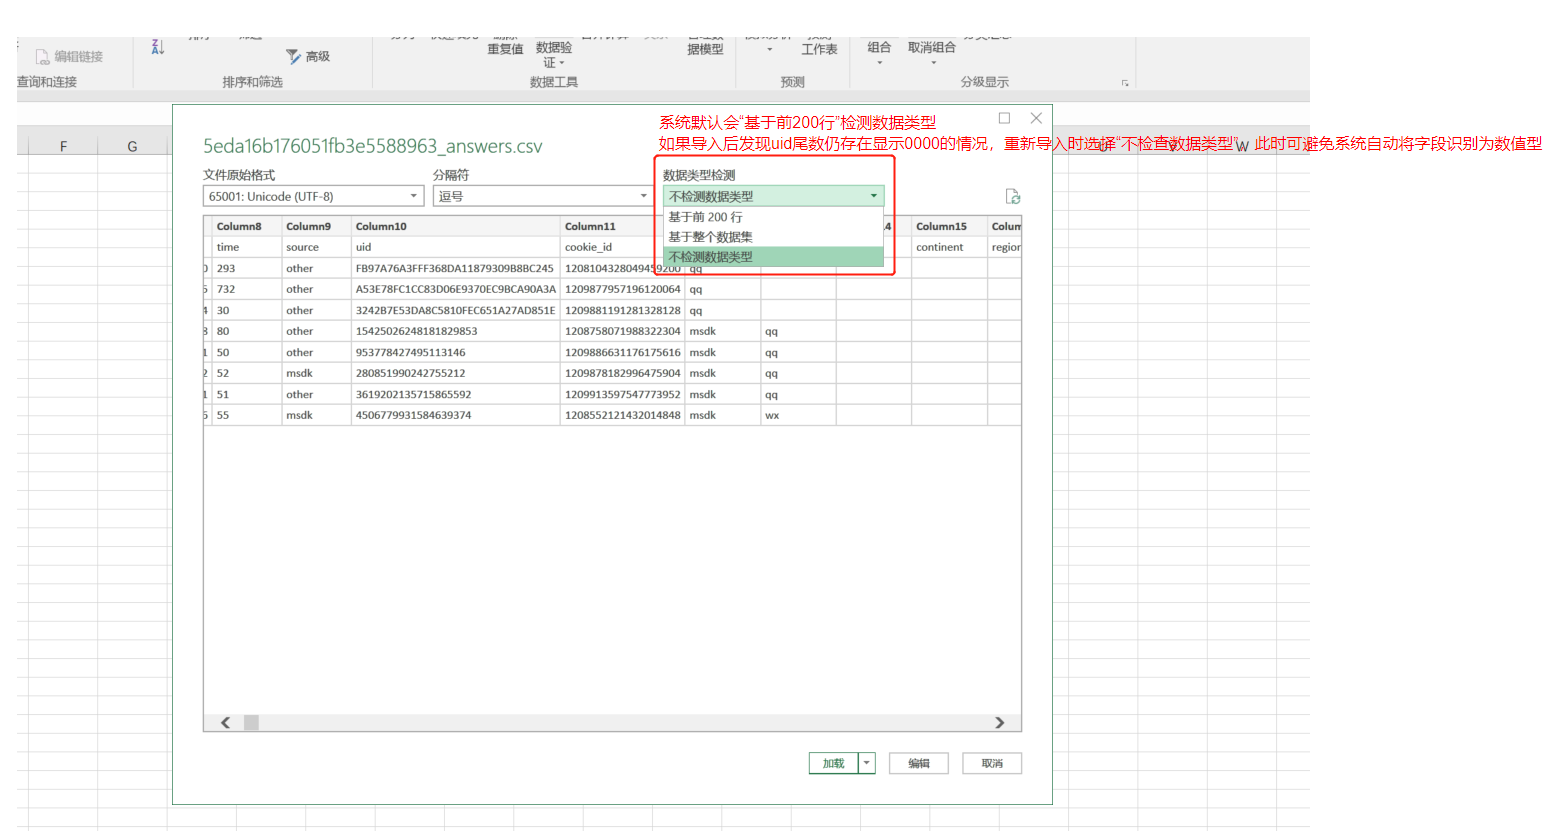 编辑链接
高级
重复值
数据验
证
据模型
工作表
组合
取消组合
查询和连接
排序和筛选
数据工具
预测
分级显示
系统默认会“基于前200行”检测数据类型
如果导入后发现uid尾数仍存在显示0000的情况，重新导入时选择“不检查数据类型”，此时可避免系统自动将字段识别为数值型
F
G
U
V
W
5eda16b176051fb3e5588963_answers.csv
文件原始格式
分隔符
数据类型检测
65001: Unicode (UTF-8)
逗号
不检测数据类型
基于前 200 行
基于整个数据集
不检测数据类型
Column8 Column9 Column10 Column11 4 Column15 Colum
time source uid cookie_id continent region
0 293 other FB97A76A3FFF368DA11879309B8BC245 1208104328049459200 qq
732 other A53E78FC1CC83D06E9370EC9BCA90A3A 1209877957196120064 qq
4 30 other 3242B7E53DA8C5810FEC651A27AD851E 1209881191281328128 qq
8 80 other 15425026248181829853 1208758071988322304 msdk qq
1 50 other 953778427495113146 1209886631176175616 msdk qq
2 52 msdk 280851990242755212 1209878182996475904 msdk qq
1 51 other 3619202135715865592 1209913597547773952 msdk qq
55 msdk 4506779931584639374 1208552121432014848 msdk wx
加载
编辑
取消